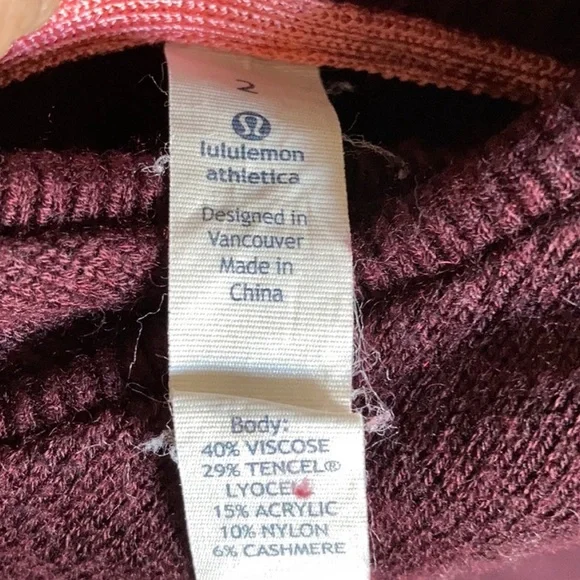 2
lululemon
athletica
Designed in
Vancouver
Made in
China
Body:
40% VISCOSE
29% TENCEL®
15% ACRYLIC
10% NYLON
6% CASHMERE